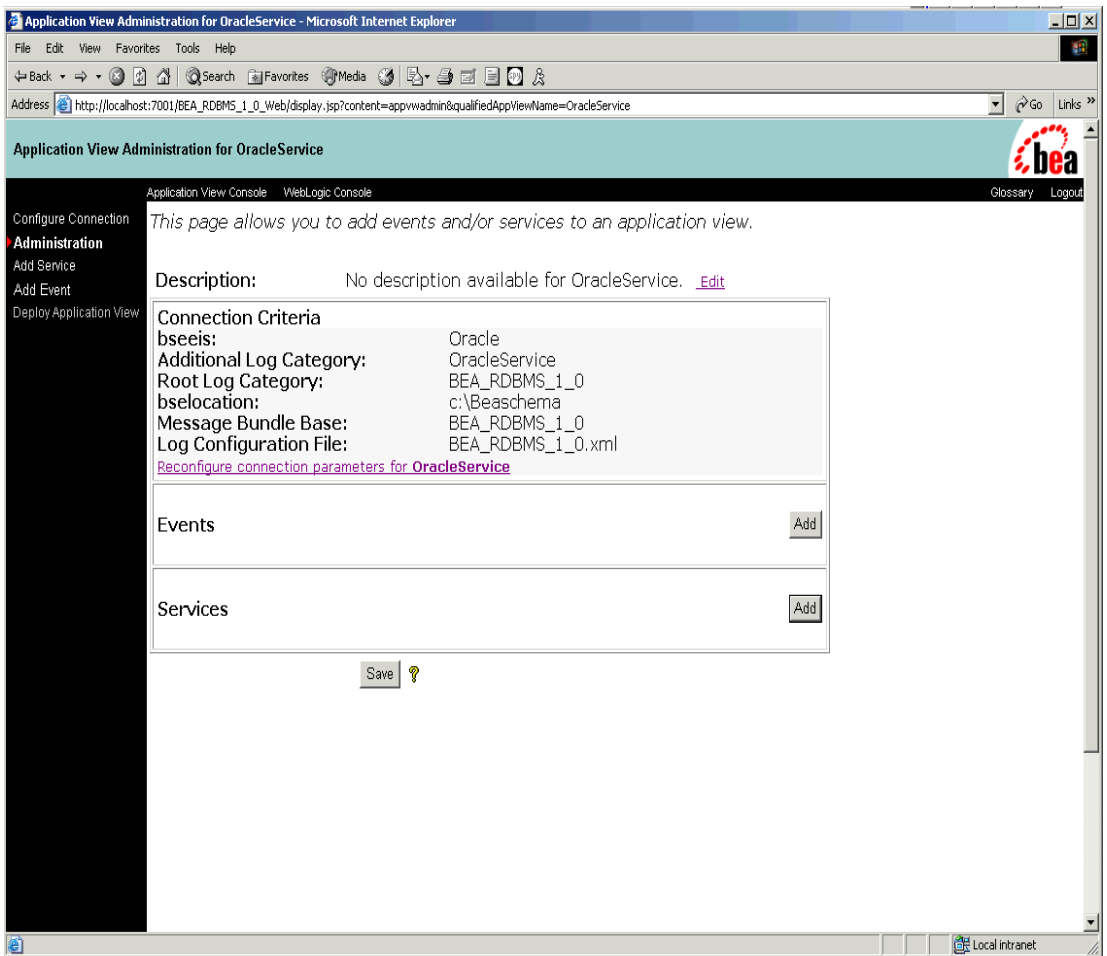 Application View Administration for OracleService - Microsoft Internet Explorer
File Edit View Favorites Tools Help
Back Search Favorites Media
Address http://localhost:7001/BEA_RDBMS_1_0_Web/display.jsp?content=appvwadmin&qualifiedAppViewName=OracleService Go Links »
Application View Administration for OracleService
bea
Application View Console WebLogic Console Glossary Logout
Configure Connection
Administration
Add Service
Add Event
Deploy Application View
This page allows you to add events and/or services to an application view.
Description: No description available for OracleService. Edit
Connection Criteria
bseeis: Oracle
Additional Log Category: OracleService
Root Log Category: BEA_RDBMS_1_0
bselocation: c:\Beaschema
Message Bundle Base: BEA_RDBMS_1_0
Log Configuration File: BEA_RDBMS_1_0.xml
Reconfigure connection parameters for OracleService
Events Add
Services Add
Save ?
Local intranet